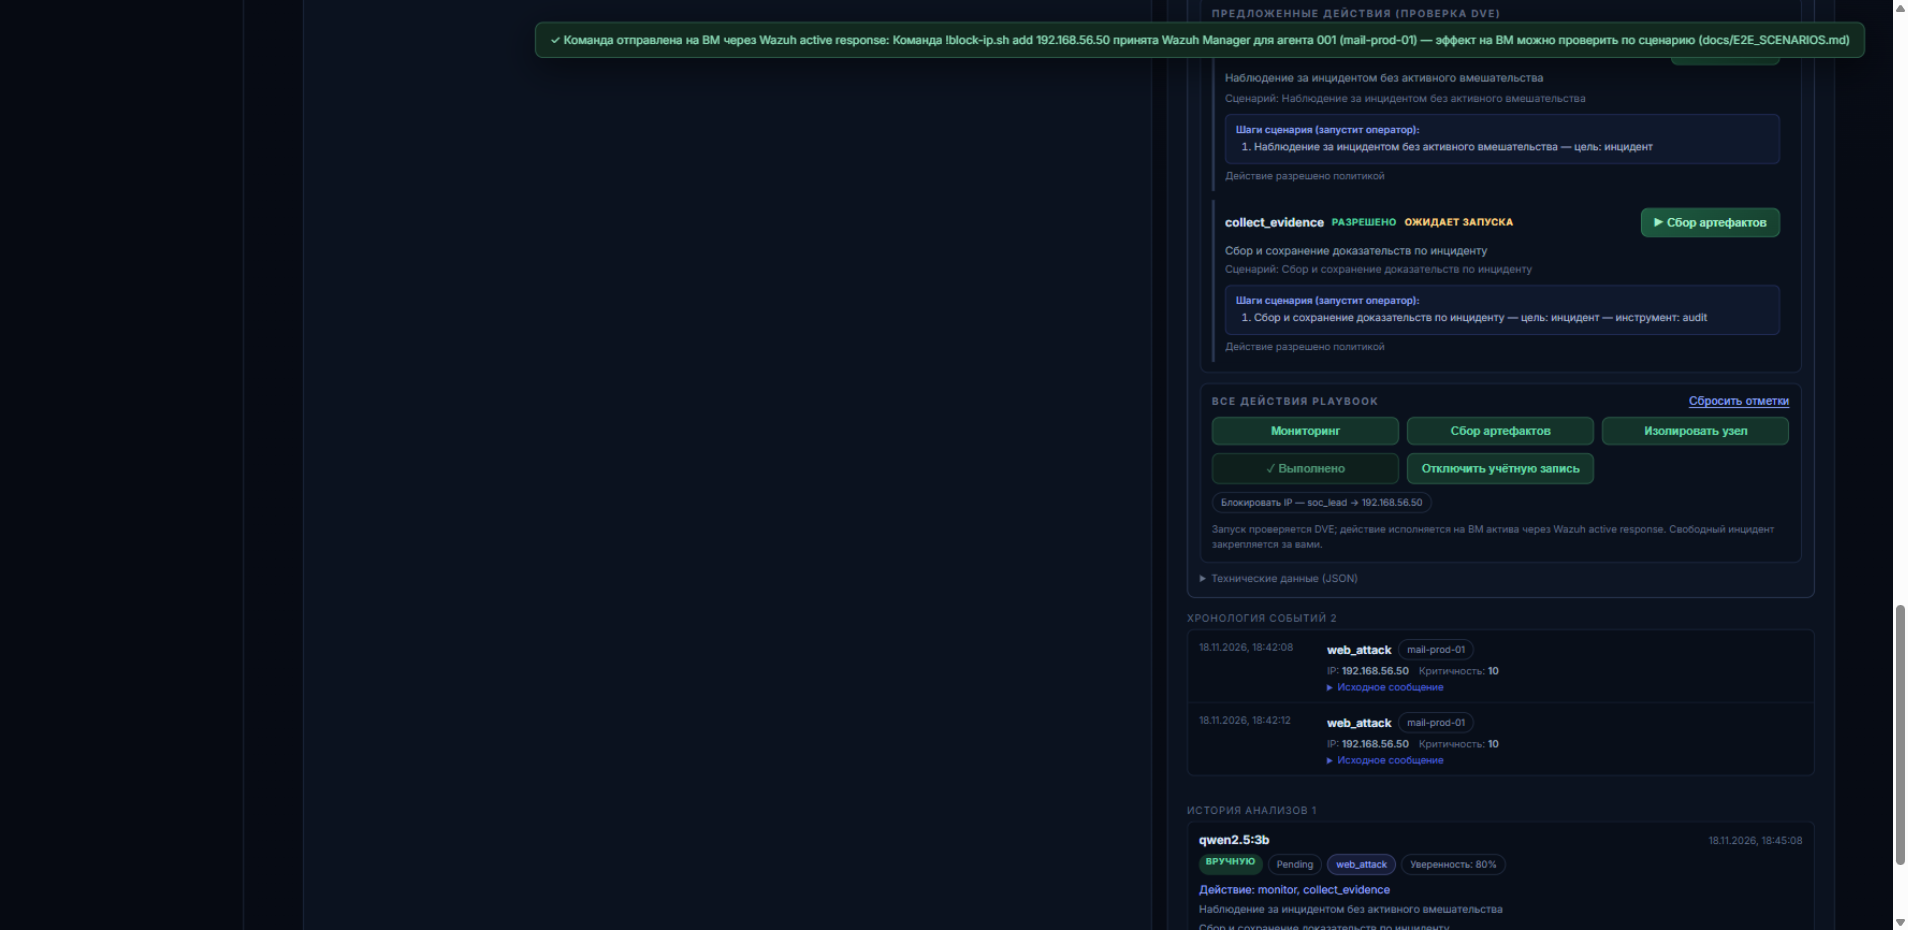 ПРЕДЛОЖЕННЫЕ ДЕЙСТВИЯ (ПРОВЕРКА DVE)
✓ Команда отправлена на ВМ через Wazuh active response: Команда !block-ip.sh add 192.168.56.50 принята Wazuh Manager для агента 001 (mail-prod-01) — эффект на ВМ можно проверить по сценарию (docs/E2E_SCENARIOS.md)
Наблюдение за инцидентом без активного вмешательства
Сценарий: Наблюдение за инцидентом без активного вмешательства
Шаги сценария (запустит оператор):
1. Наблюдение за инцидентом без активного вмешательства — цель: инцидент
Действие разрешено политикой
collect_evidence РАЗРЕШЕНО ОЖИДАЕТ ЗАПУСКА ▶ Сбор артефактов
Сбор и сохранение доказательств по инциденту
Сценарий: Сбор и сохранение доказательств по инциденту
Шаги сценария (запустит оператор):
1. Сбор и сохранение доказательств по инциденту — цель: инцидент — инструмент: audit
Действие разрешено политикой
ВСЕ ДЕЙСТВИЯ PLAYBOOK Сбросить отметки
Мониторинг Сбор артефактов Изолировать узел
✓ Выполнено Отключить учётную запись
Блокировать IP — soc_lead → 192.168.56.50
Запуск проверяется DVE; действие исполняется на ВМ актива через Wazuh active response. Свободный инцидент
закрепляется за вами.
▶ Технические данные (JSON)
ХРОНОЛОГИЯ СОБЫТИЙ 2
18.11.2026, 18:42:08 web_attack mail-prod-01
IP: 192.168.56.50 Критичность: 10
▶ Исходное сообщение
18.11.2026, 18:42:12 web_attack mail-prod-01
IP: 192.168.56.50 Критичность: 10
▶ Исходное сообщение
ИСТОРИЯ АНАЛИЗОВ 1
qwen2.5:3b 18.11.2026, 18:45:08
ВРУЧНУЮ Pending web_attack Уверенность: 80%
Действие: monitor, collect_evidence
Наблюдение за инцидентом без активного вмешательства
Сбор и сохранение доказательств по инциденту